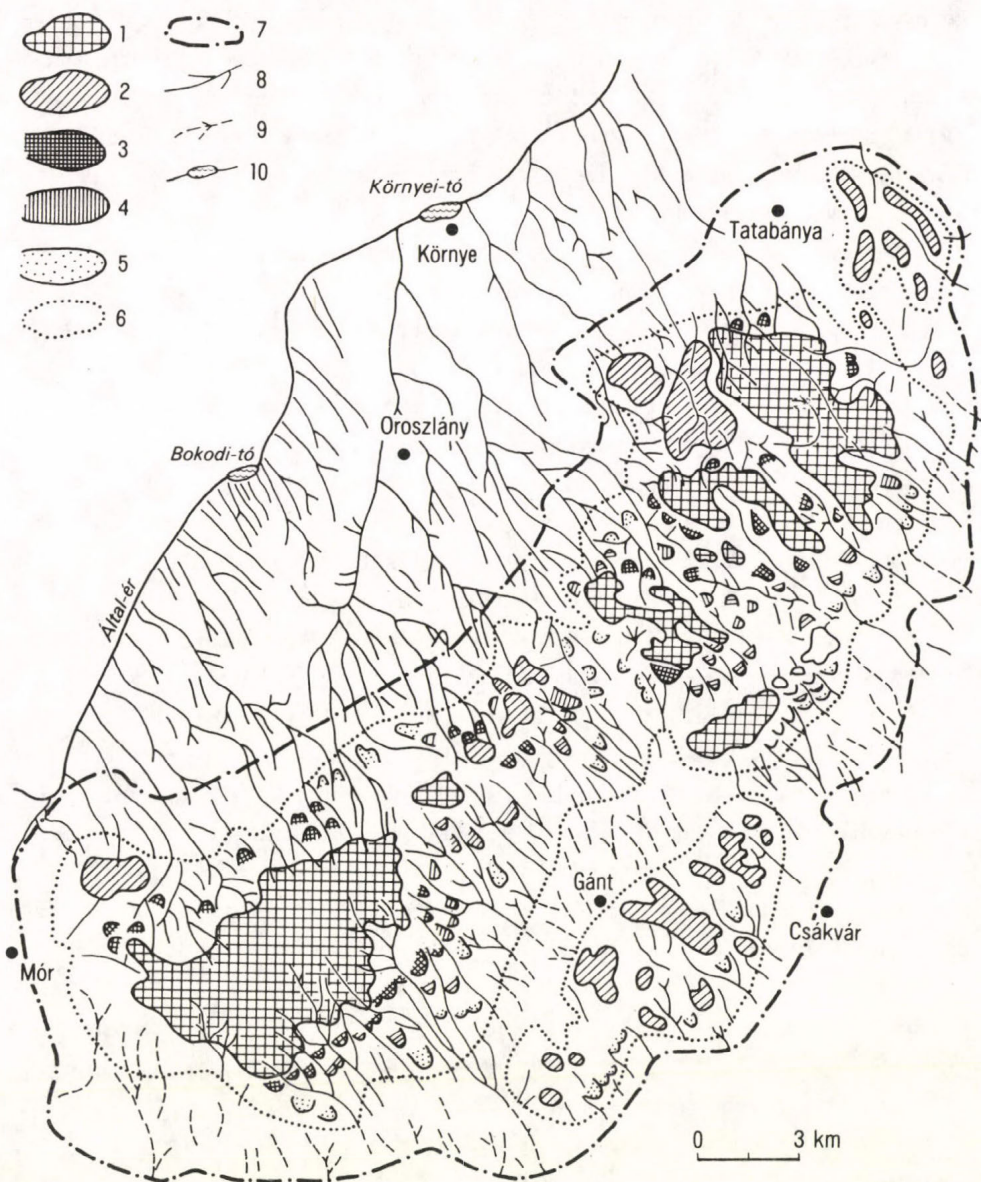 1
2
3
4
5
6
7
8
9
10
Környei-tó
Környe
Tatabánya
Oroszlány
Bokodi-tó
Által-ér
Gánt
Csákvár
Mór
0 3 km